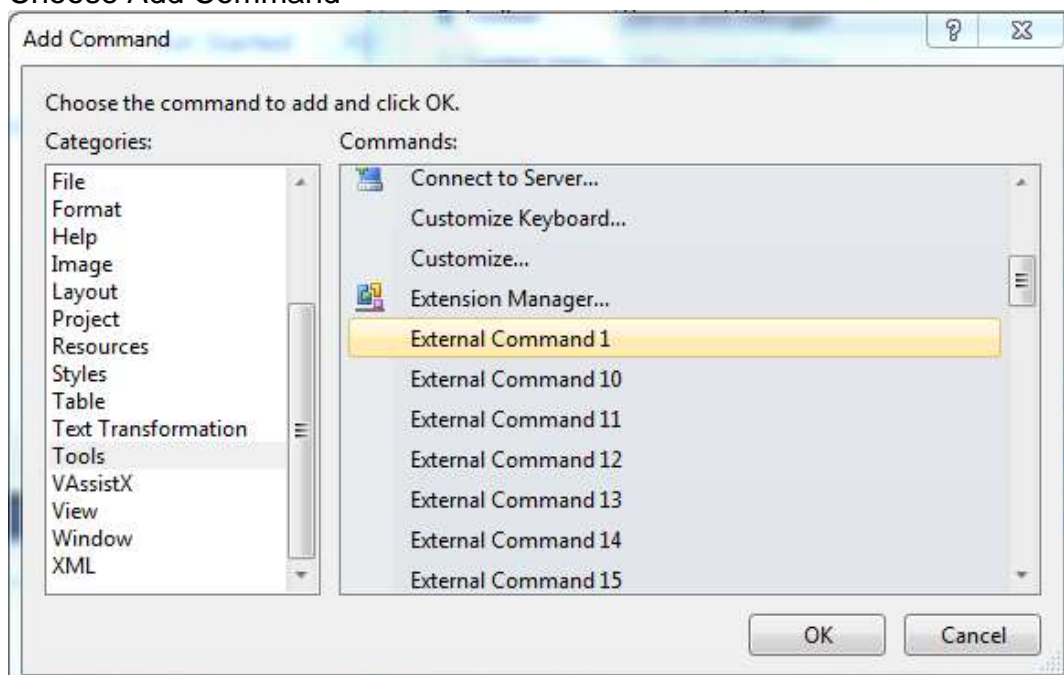 Choose Add Command
Add Command
Choose the command to add and click OK.
Categories:
Commands:
File
Format
Help
Image
Layout
Project
Resources
Styles
Table
Text Transformation
Tools
VAssistX
View
Window
XML
Connect to Server...
Customize Keyboard...
Customize...
Extension Manager...
External Command 1
External Command 10
External Command 11
External Command 12
External Command 13
External Command 14
External Command 15
OK
Cancel